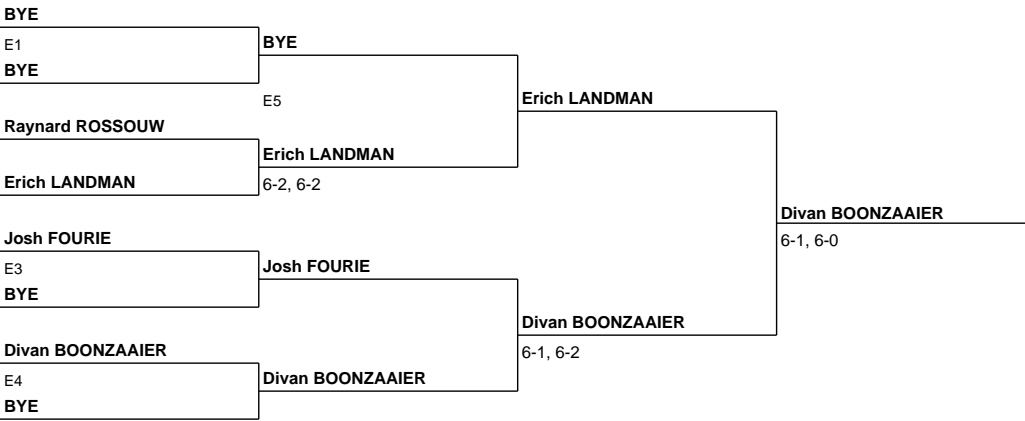 BYE
E1
BYE
BYE
E5
Raynard ROSSOUW
Erich LANDMAN
Erich LANDMAN
6-2, 6-2
Erich LANDMAN
Josh FOURIE
E3
BYE
Josh FOURIE
Divan BOONZAAIER
E4
BYE
Divan BOONZAAIER
Divan BOONZAAIER
6-1, 6-2
Divan BOONZAAIER
6-1, 6-0